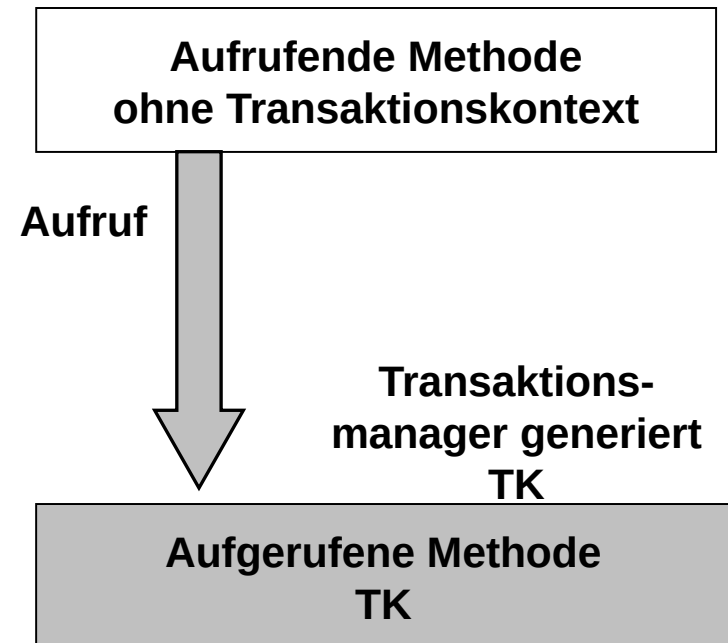 Aufrufende Methode
ohne Transaktionskontext
Aufruf
Transaktions-
manager generiert
TK
Aufgerufene Methode
TK